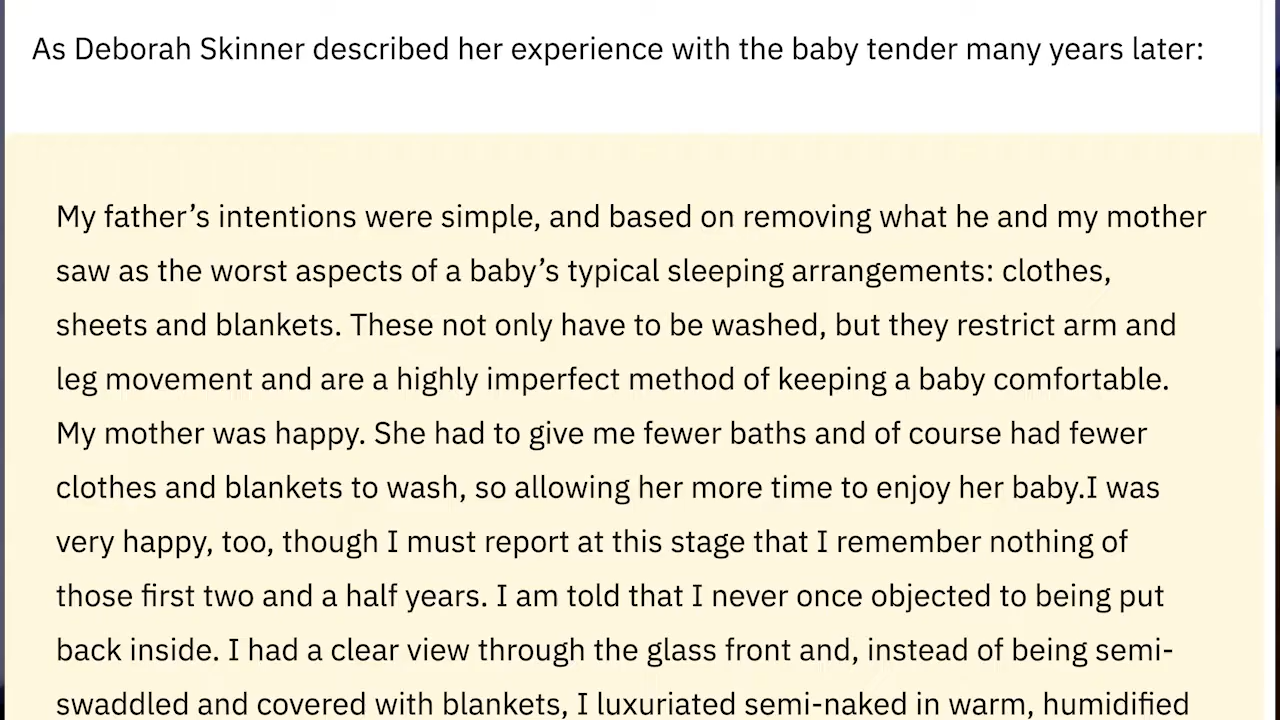 As Deborah Skinner described her experience with the baby tender many years later:
My father’s intentions were simple, and based on removing what he and my mother
saw as the worst aspects of a baby’s typical sleeping arrangements: clothes,
sheets and blankets. These not only have to be washed, but they restrict arm and
leg movement and are a highly imperfect method of keeping a baby comfortable.
My mother was happy. She had to give me fewer baths and of course had fewer
clothes and blankets to wash, so allowing her more time to enjoy her baby.I was
very happy, too, though I must report at this stage that I remember nothing of
those first two and a half years. I am told that I never once objected to being put
back inside. I had a clear view through the glass front and, instead of being semi-
swaddled and covered with blankets, I luxuriated semi-naked in warm, humidified